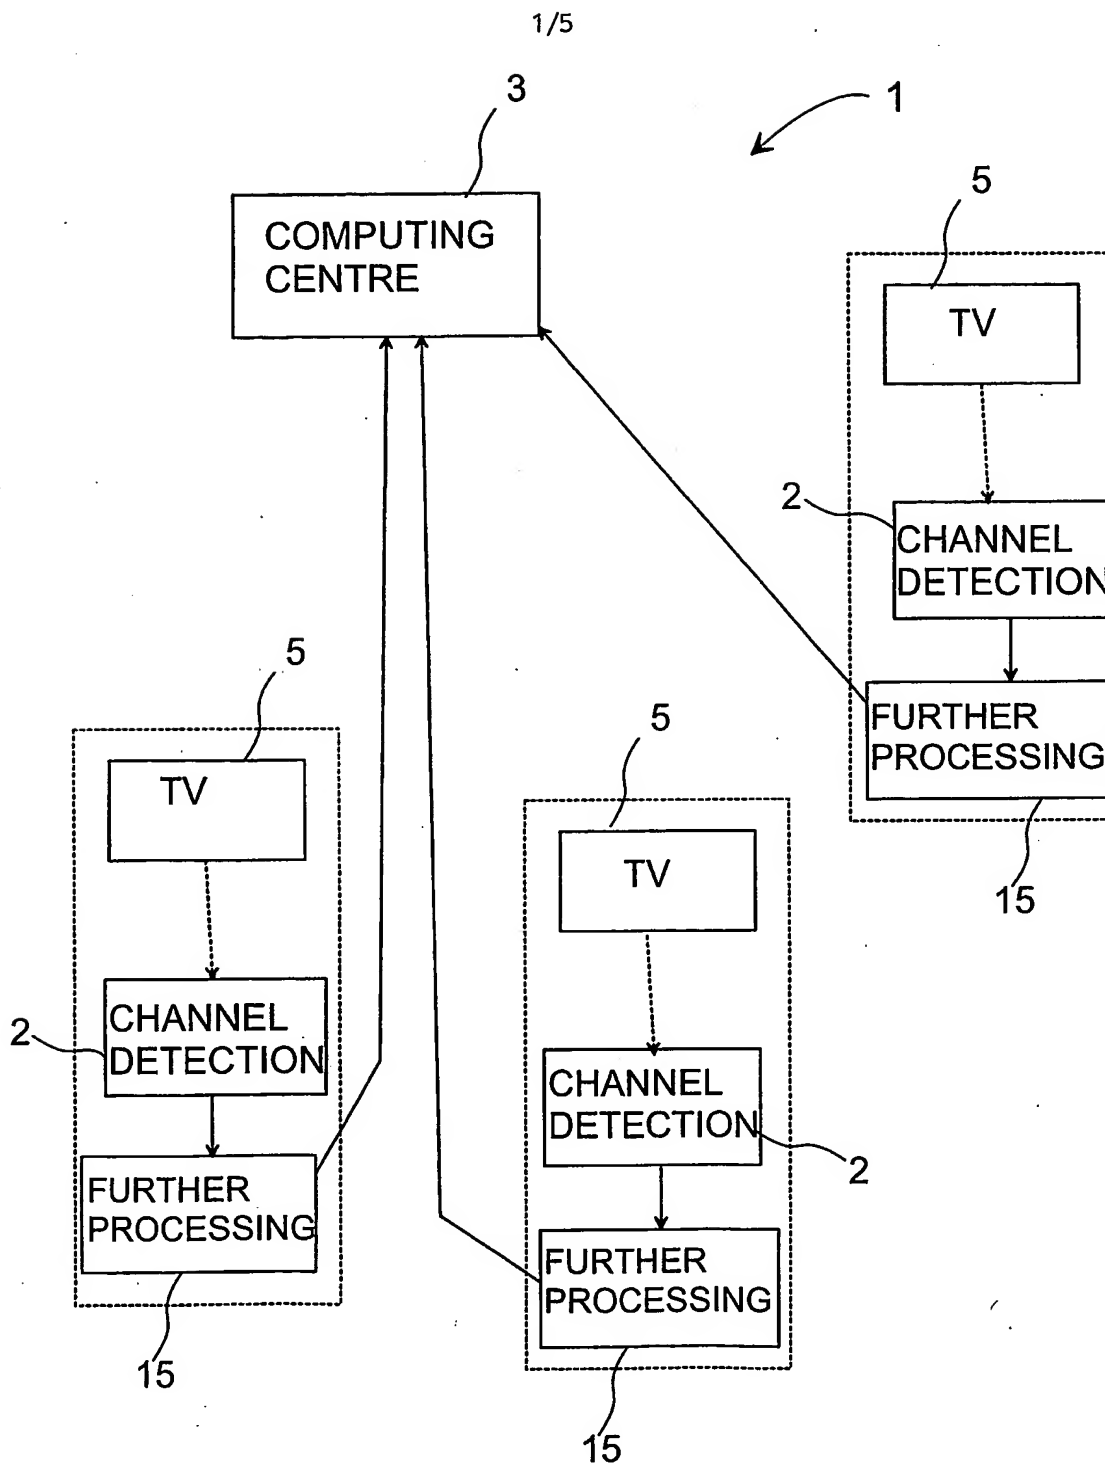 1/5
3
1
COMPUTING
CENTRE
5
TV
2
CHANNEL
DETECTION
FURTHER
PROCESSING
15
5
TV
2
CHANNEL
DETECTION
FURTHER
PROCESSING
15
5
TV
CHANNEL
DETECTION
2
FURTHER
PROCESSING
15